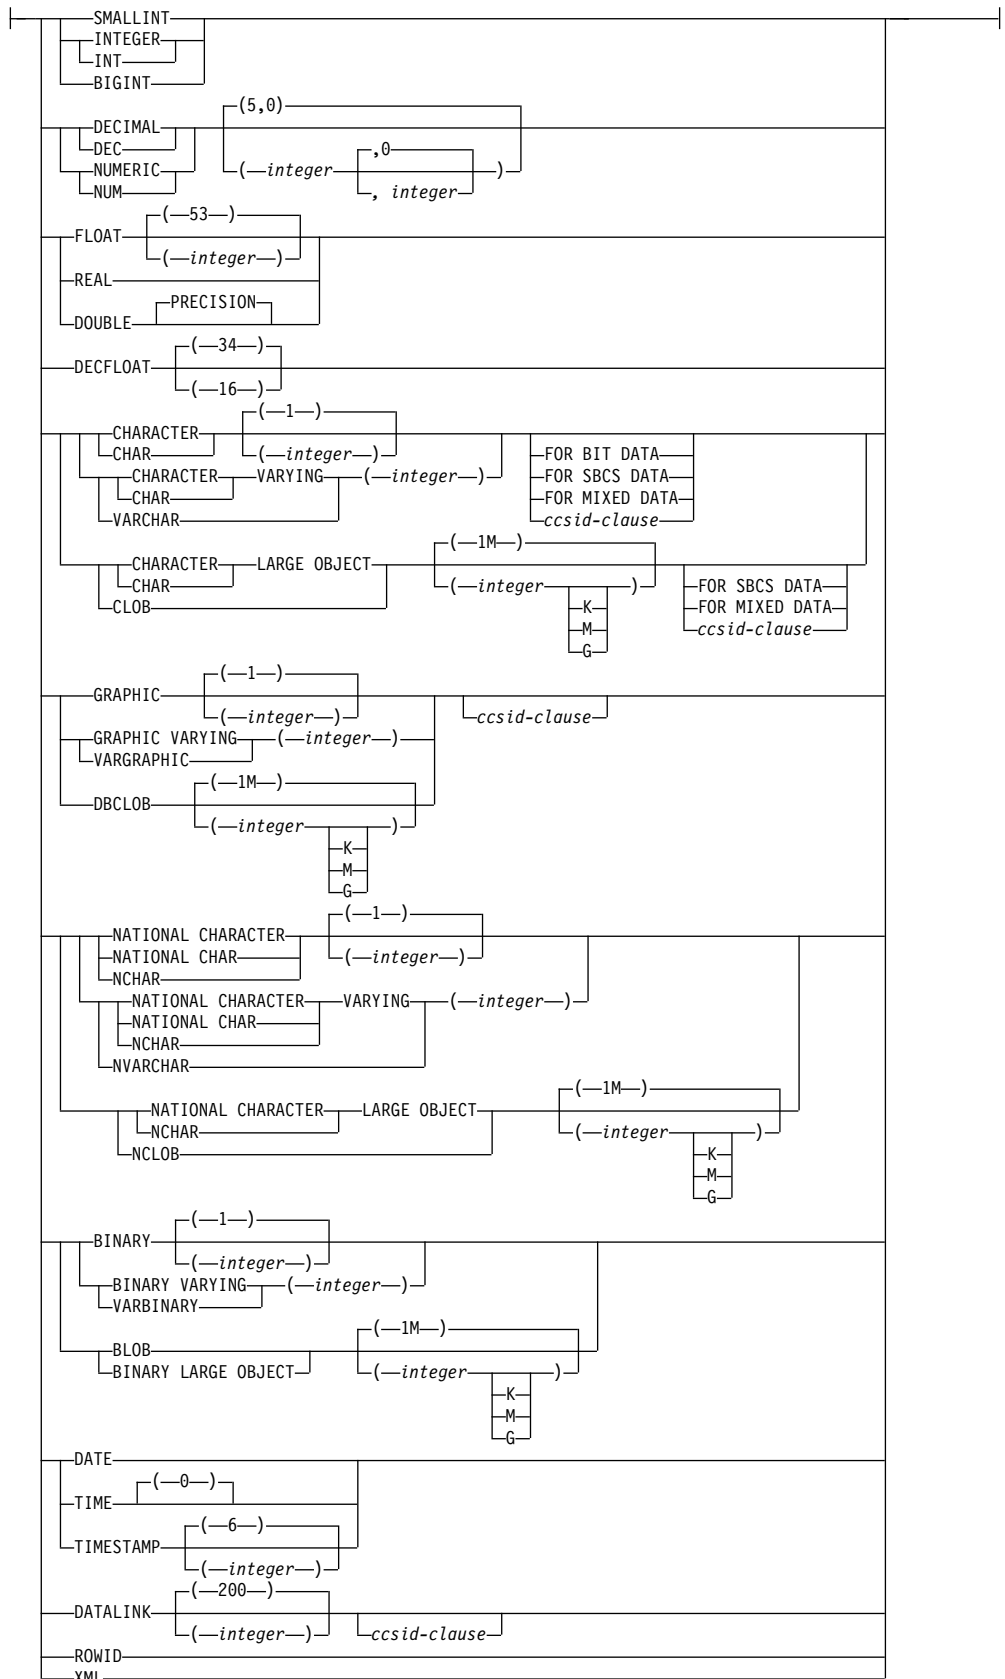 SMALLINT
INTEGER
INT
BIGINT
(5,0)
DECIMAL
DEC
,0
NUMERIC
( integer )
NUM
, integer
( 53 )
FLOAT
( integer )
REAL
PRECISION
DOUBLE
( 34 )
DECFLOAT
( 16 )
( 1 )
CHARACTER
CHAR ( integer ) FOR BIT DATA
CHARACTER VARYING ( integer ) FOR SBCS DATA
CHAR FOR MIXED DATA
VARCHAR ccsid-clause
( 1M )
CHARACTER LARGE OBJECT
CHAR ( integer ) FOR SBCS DATA
CLOB K FOR MIXED DATA
M ccsid-clause
G
( 1 )
GRAPHIC
( integer ) ccsid-clause
GRAPHIC VARYING ( integer )
VARGRAPHIC
( 1M )
DBCLOB
( integer )
K
M
G
( 1 )
NATIONAL CHARACTER
NATIONAL CHAR ( integer )
NCHAR
NATIONAL CHARACTER VARYING ( integer )
NATIONAL CHAR
NCHAR
NVARCHAR
( 1M )
NATIONAL CHARACTER LARGE OBJECT
NCHAR ( integer )
NCLOB K
M
G
( 1 )
BINARY
( integer )
BINARY VARYING ( integer )
VARBINARY
( 1M )
BLOB
BINARY LARGE OBJECT ( integer )
K
M
G
DATE
( 0 )
TIME
( 6 )
TIMESTAMP
( integer )
( 200 )
DATALINK
( integer ) ccsid-clause
ROWID
XML